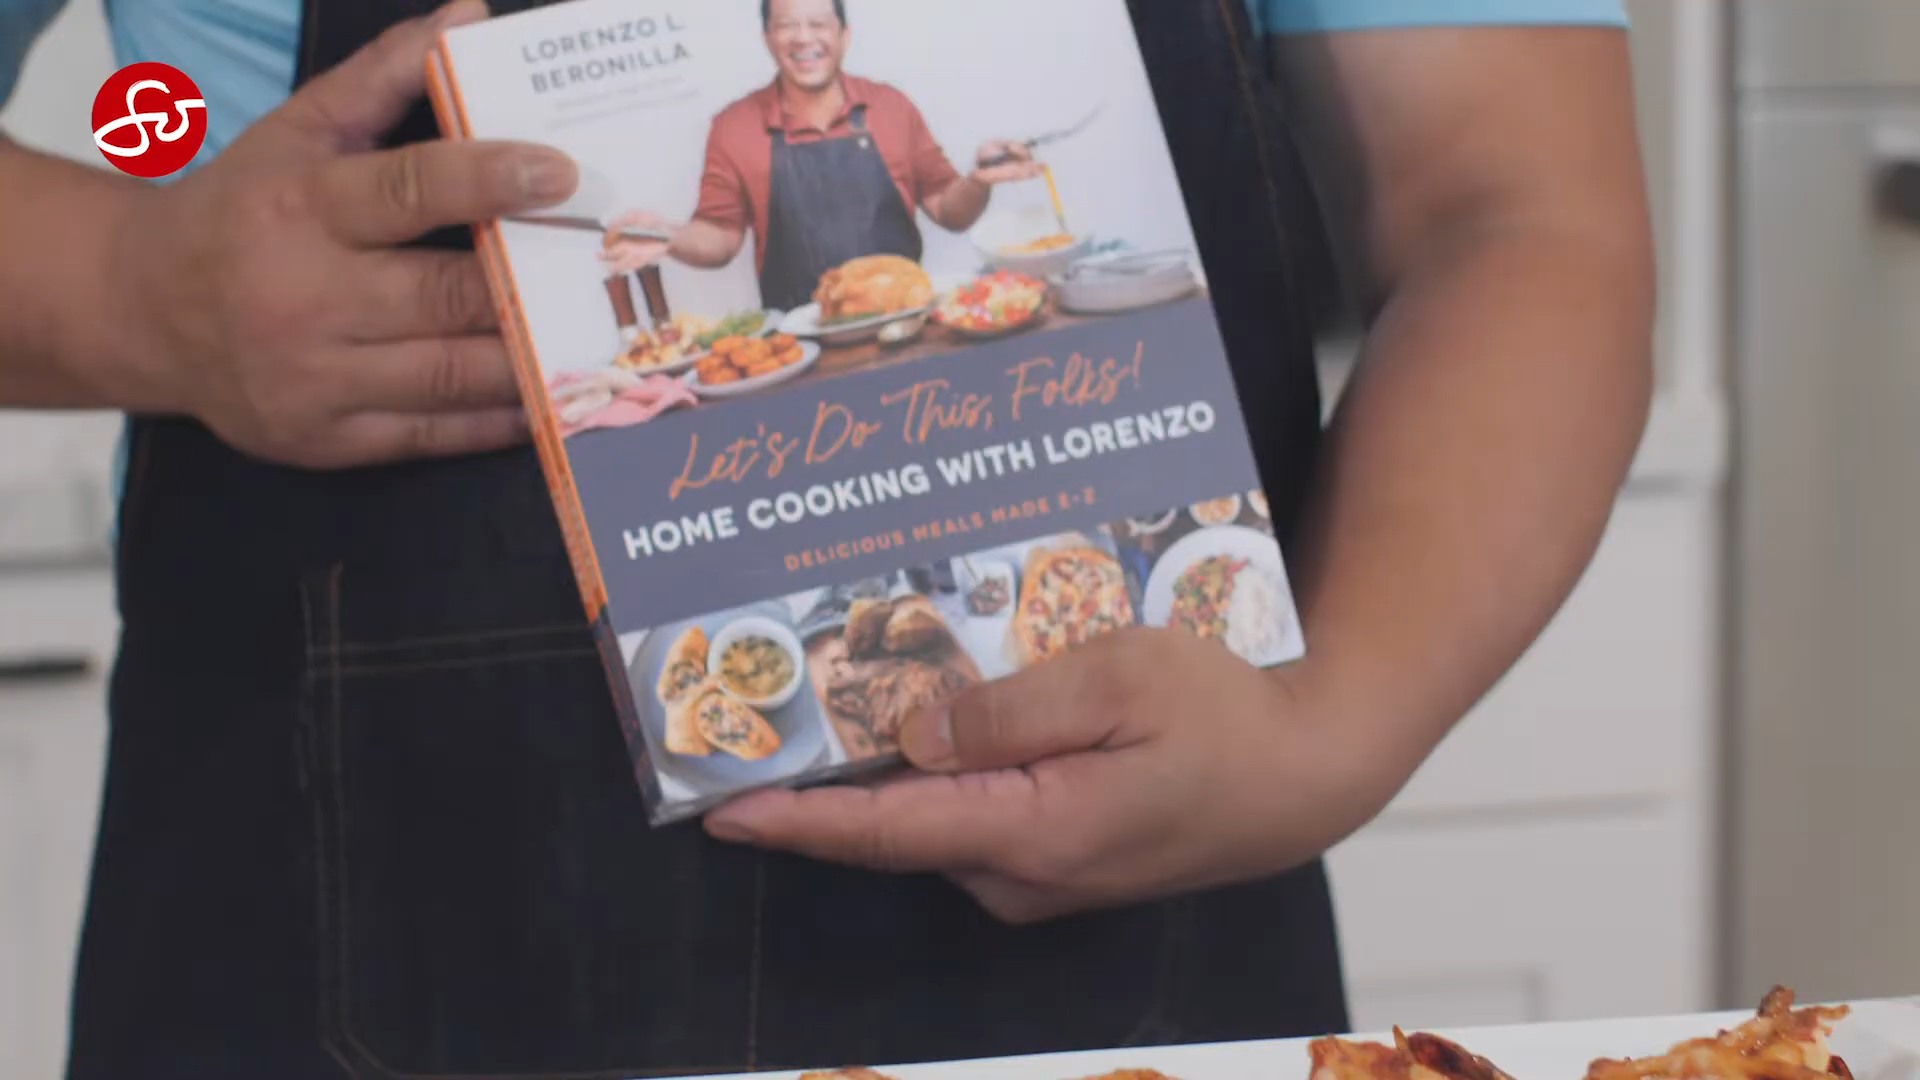 LORENZO L
BERONILLA
Let's Do This, Folks!
HOME COOKING WITH LORENZO
DELICIOUS MEALS MADE E-Z